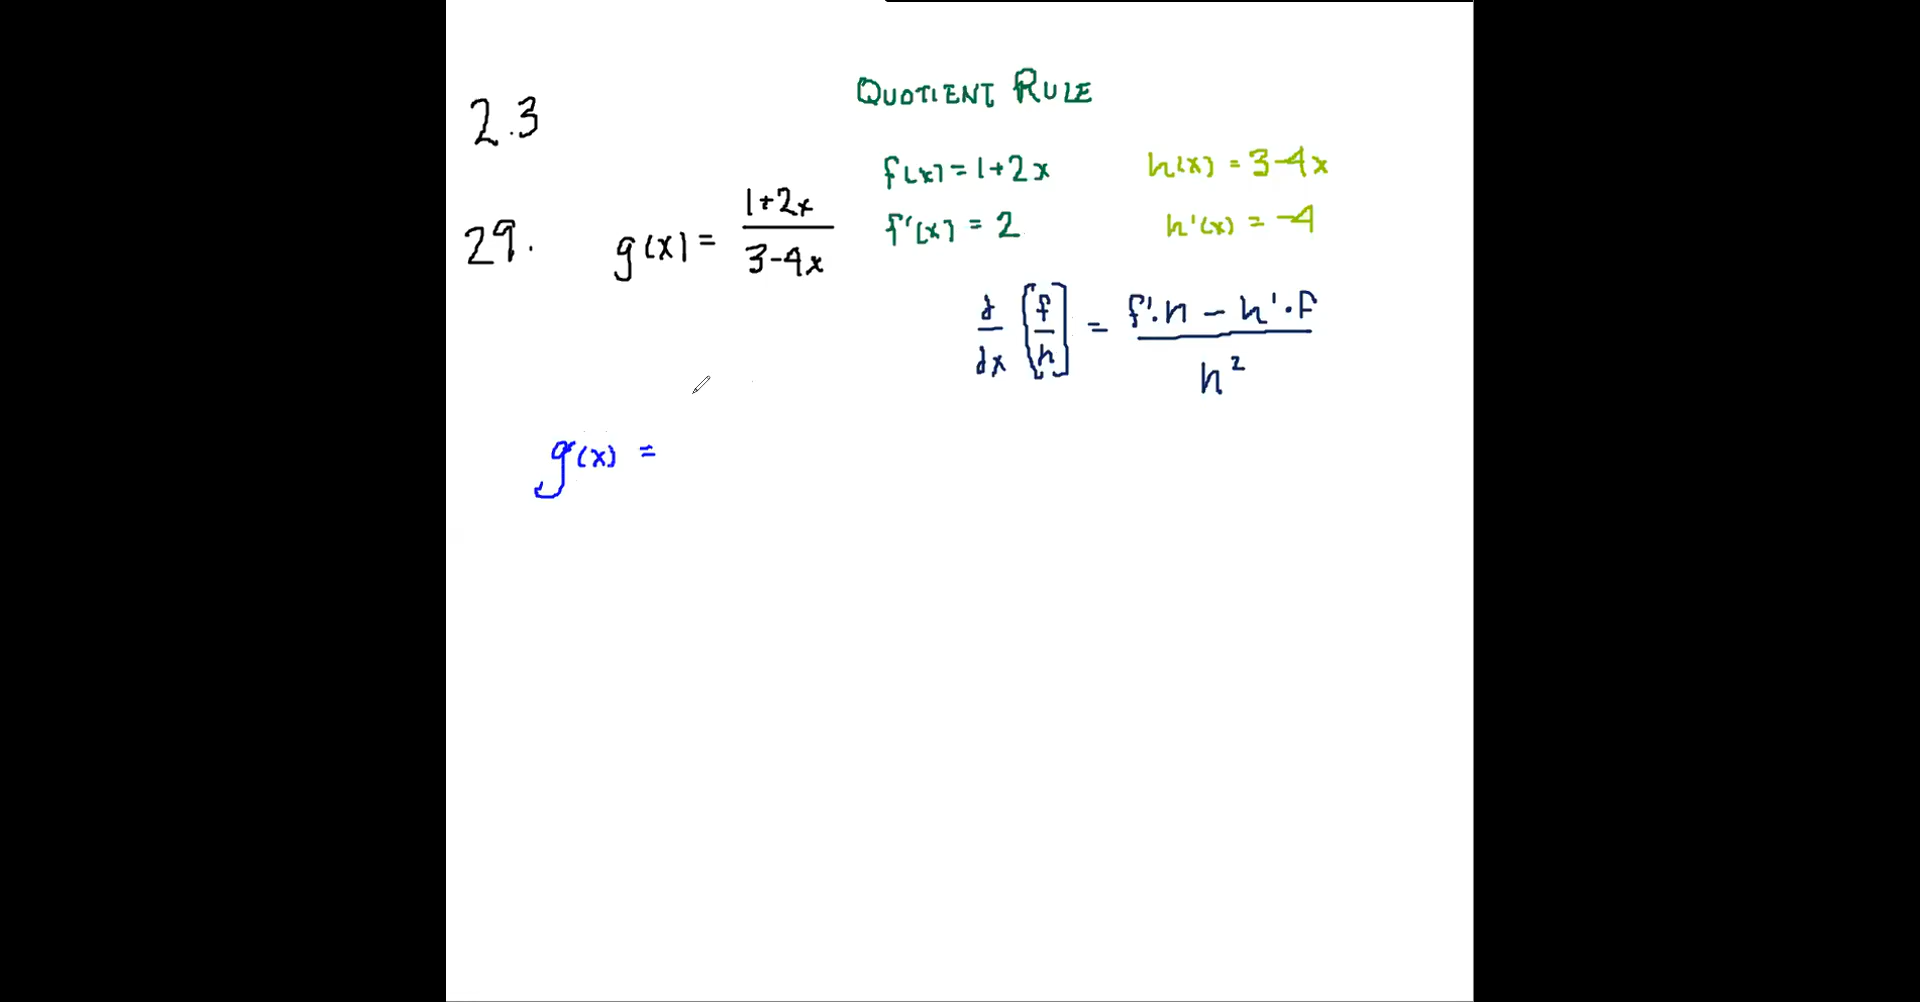 QUOTIENT RULE
2.3
f(x) = 1+2x
h(x) = 3-4x
29. g(x) = 1+2x / 3-4x
f'(x) = 2
h'(x) = -4
d/dx [f/h] = f'·h - h'·f / h²
g'(x) =